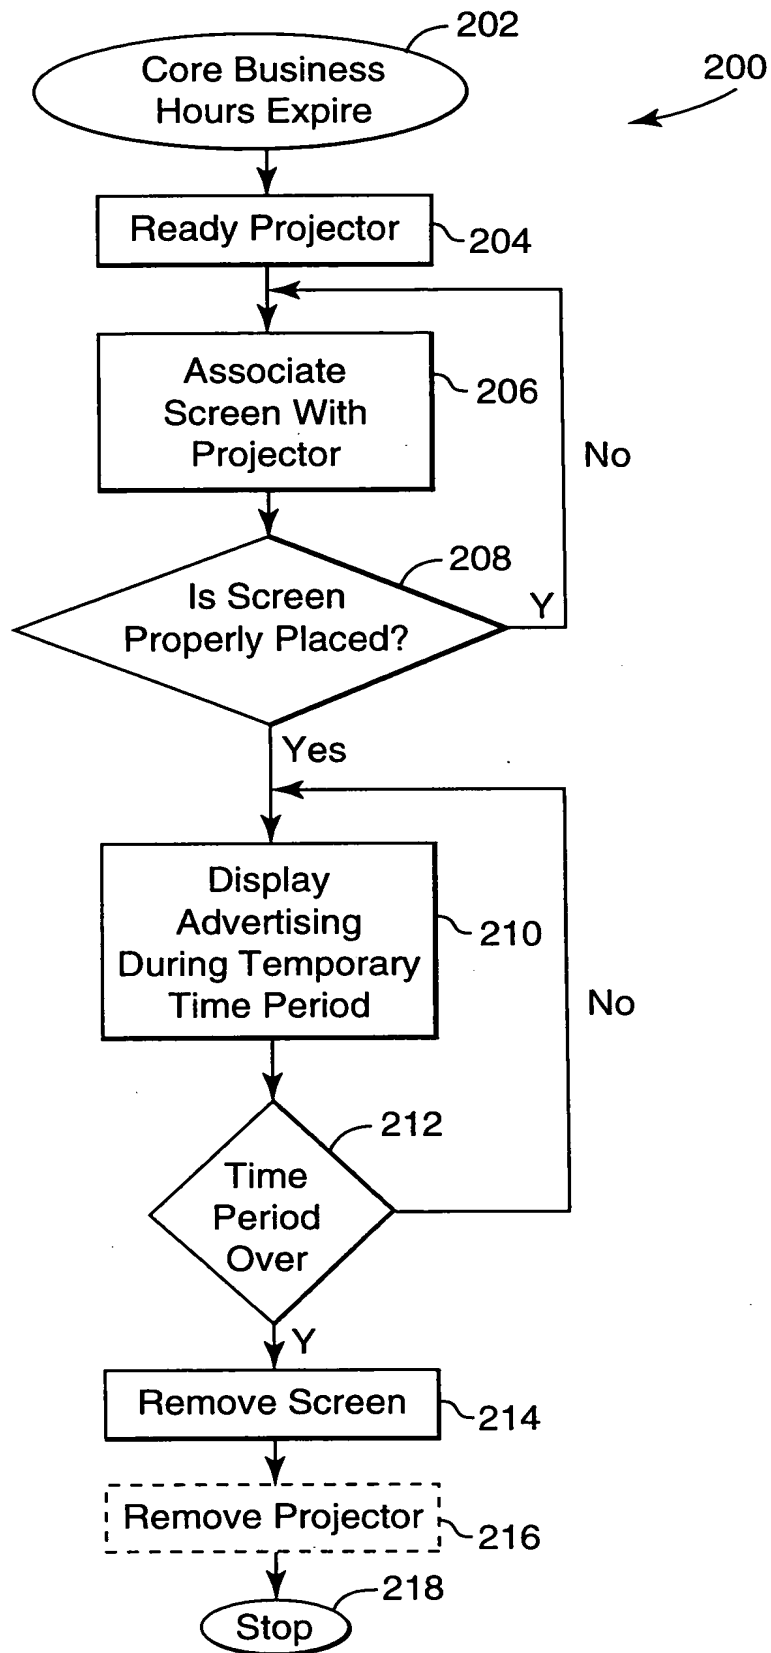 202
Core Business
Hours Expire
200
Ready Projector
204
Associate
Screen With
Projector
206
No
208
Is Screen
Properly Placed?
Y
Yes
Display
Advertising
During Temporary
Time Period
210
No
212
Time
Period
Over
Y
Remove Screen
214
Remove Projector
216
218
Stop